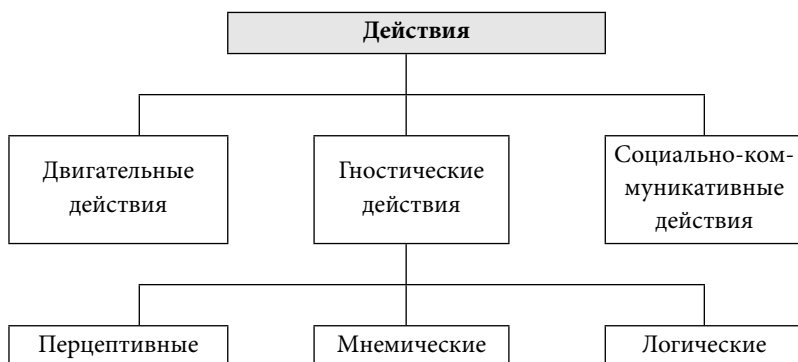 Действия
Двигательные
действия
Гностические
действия
Социально-ком-
муникативные
действия
Перцептивные
Мнемические
Логические